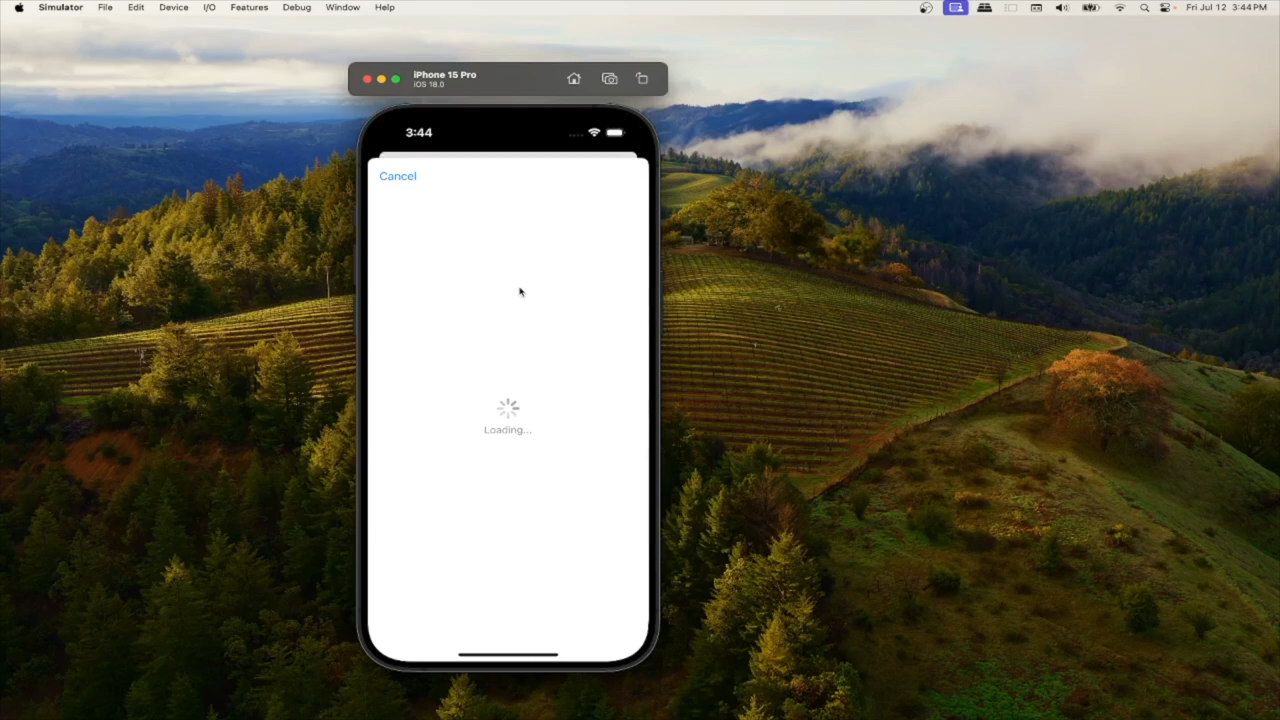 Simulator File Edit Device I/O Features Debug Window Help Fri Jul 12 3:44 PM
iPhone 15 Pro
iOS 18.0
3:44
Cancel
Loading...